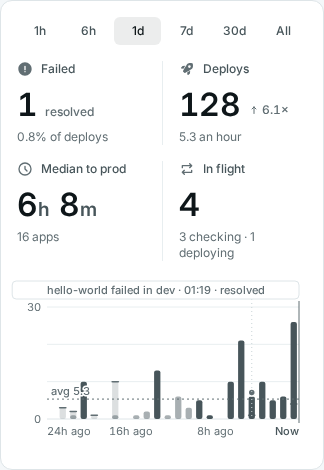 1h 6h 1d 7d 30d All
Failed
1 resolved
0.8% of deploys
Deploys
128 ↑ 6.1×
5.3 an hour
Median to prod
6h 8m
16 apps
In flight
4
3 checking · 1
deploying
hello-world failed in dev · 01:19 · resolved
30
avg 5.3
0
24h ago 16h ago 8h ago Now